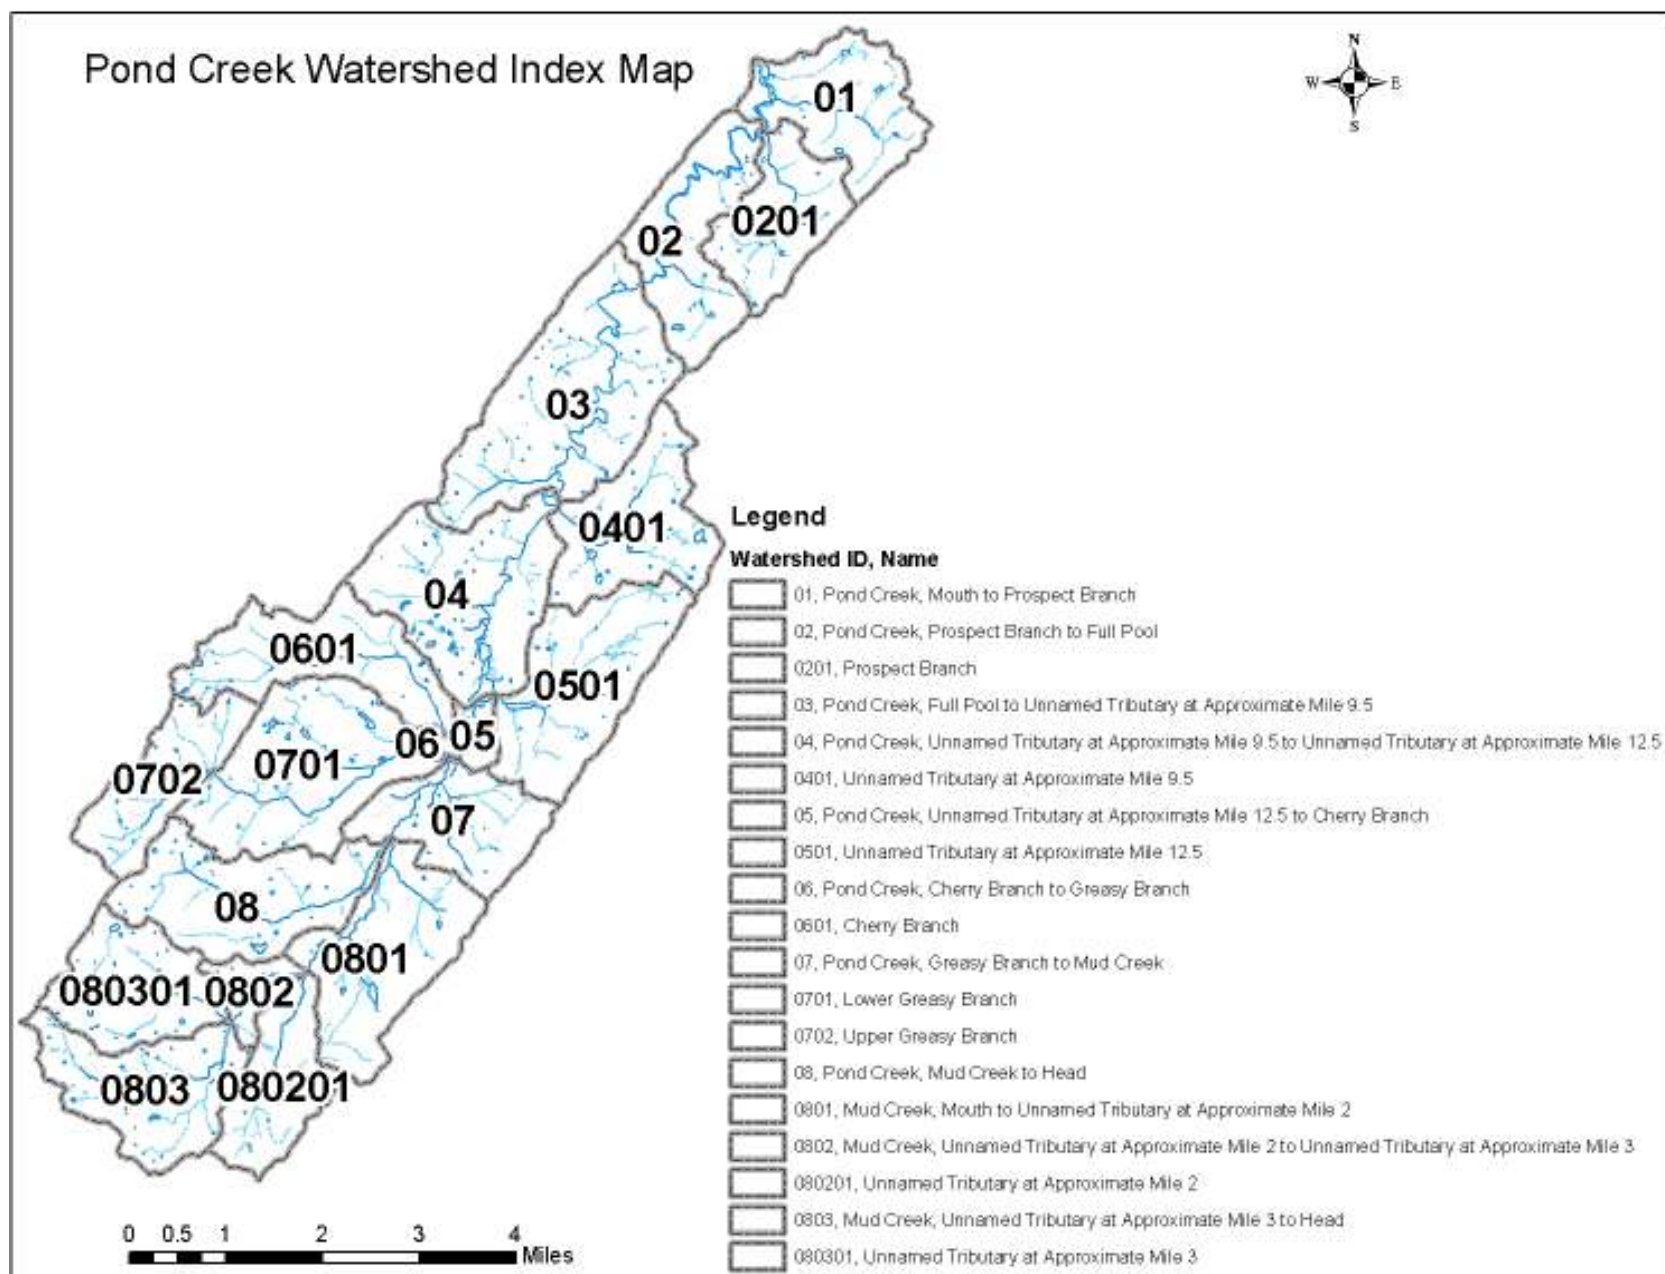 Pond Creek Watershed Index Map
N
W E
S
01
0201
02
03
0401
04
0601
0501
06
05
0701
0702
07
08
0801
080301
0802
0803
080201
Legend
Watershed ID, Name
01, Pond Creek, Mouth to Prospect Branch
02, Pond Creek, Prospect Branch to Full Pool
0201, Prospect Branch
03, Pond Creek, Full Pool to Unnamed Tributary at Approximate Mile 9.5
04, Pond Creek, Unnamed Tributary at Approximate Mile 9.5 to Unnamed Tributary at Approximate Mile 12.5
0401, Unnamed Tributary at Approximate Mile 9.5
05, Pond Creek, Unnamed Tributary at Approximate Mile 12.5 to Cherry Branch
0501, Unnamed Tributary at Approximate Mile 12.5
06, Pond Creek, Cherry Branch to Greasy Branch
0601, Cherry Branch
07, Pond Creek, Greasy Branch to Mud Creek
0701, Lower Greasy Branch
0702, Upper Greasy Branch
08, Pond Creek, Mud Creek to Head
0801, Mud Creek, Mouth to Unnamed Tributary at Approximate Mile 2
0802, Mud Creek, Unnamed Tributary at Approximate Mile 2 to Unnamed Tributary at Approximate Mile 3
080201, Unnamed Tributary at Approximate Mile 2
0803, Mud Creek, Unnamed Tributary at Approximate Mile 3 to Head
080301, Unnamed Tributary at Approximate Mile 3
0 0.5 1 2 3 4
Miles